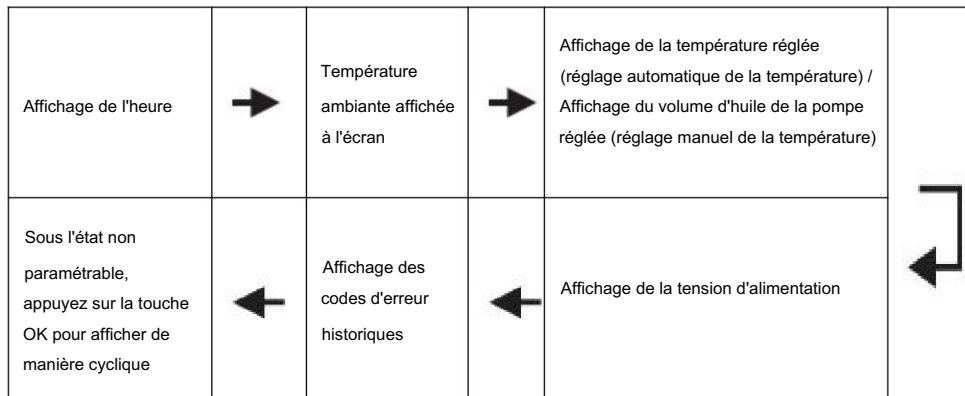 Affichage de l'heure
Température
ambiante affichée
à l'écran
Affichage de la température réglée
(réglage automatique de la température) /
Affichage du volume d'huile de la pompe
réglée (réglage manuel de la température)
Sous l'état non
paramétrable,
appuyez sur la touche
OK pour afficher de
manière cyclique
Affichage des
codes d'erreur
historiques
Affichage de la tension d'alimentation